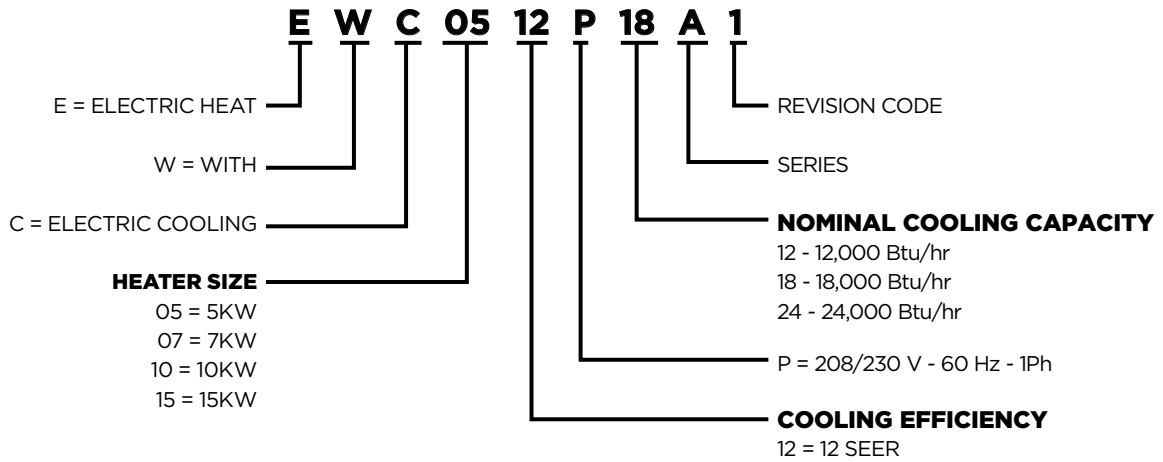 E W C 05 12 P 18 A 1
E = ELECTRIC HEAT
W = WITH
C = ELECTRIC COOLING
HEATER SIZE
05 = 5KW
07 = 7KW
10 = 10KW
15 = 15KW
REVISION CODE
SERIES
NOMINAL COOLING CAPACITY
12 - 12,000 Btu/hr
18 - 18,000 Btu/hr
24 - 24,000 Btu/hr
P = 208/230 V - 60 Hz - 1Ph
COOLING EFFICIENCY
12 = 12 SEER